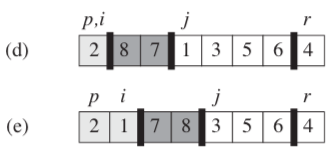 p,i j r
(d) 2 8 7 1 3 5 6 4
p i j r
(e) 2 1 7 8 3 5 6 4